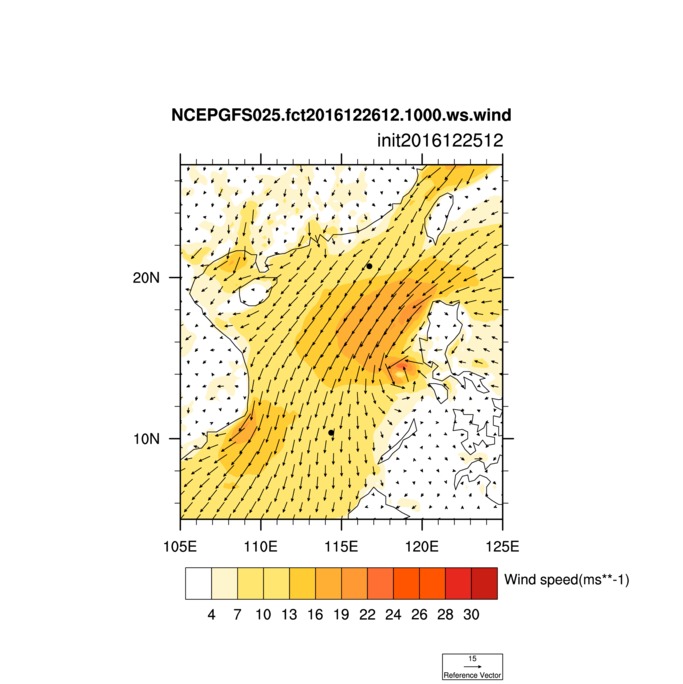 NCEPGFS025.fct2016122612.1000.ws.wind
init2016122512
20N
10N
105E 110E 115E 120E 125E
Wind speed(ms**-1)
4 7 10 13 16 19 22 24 26 28 30
15
Reference Vector